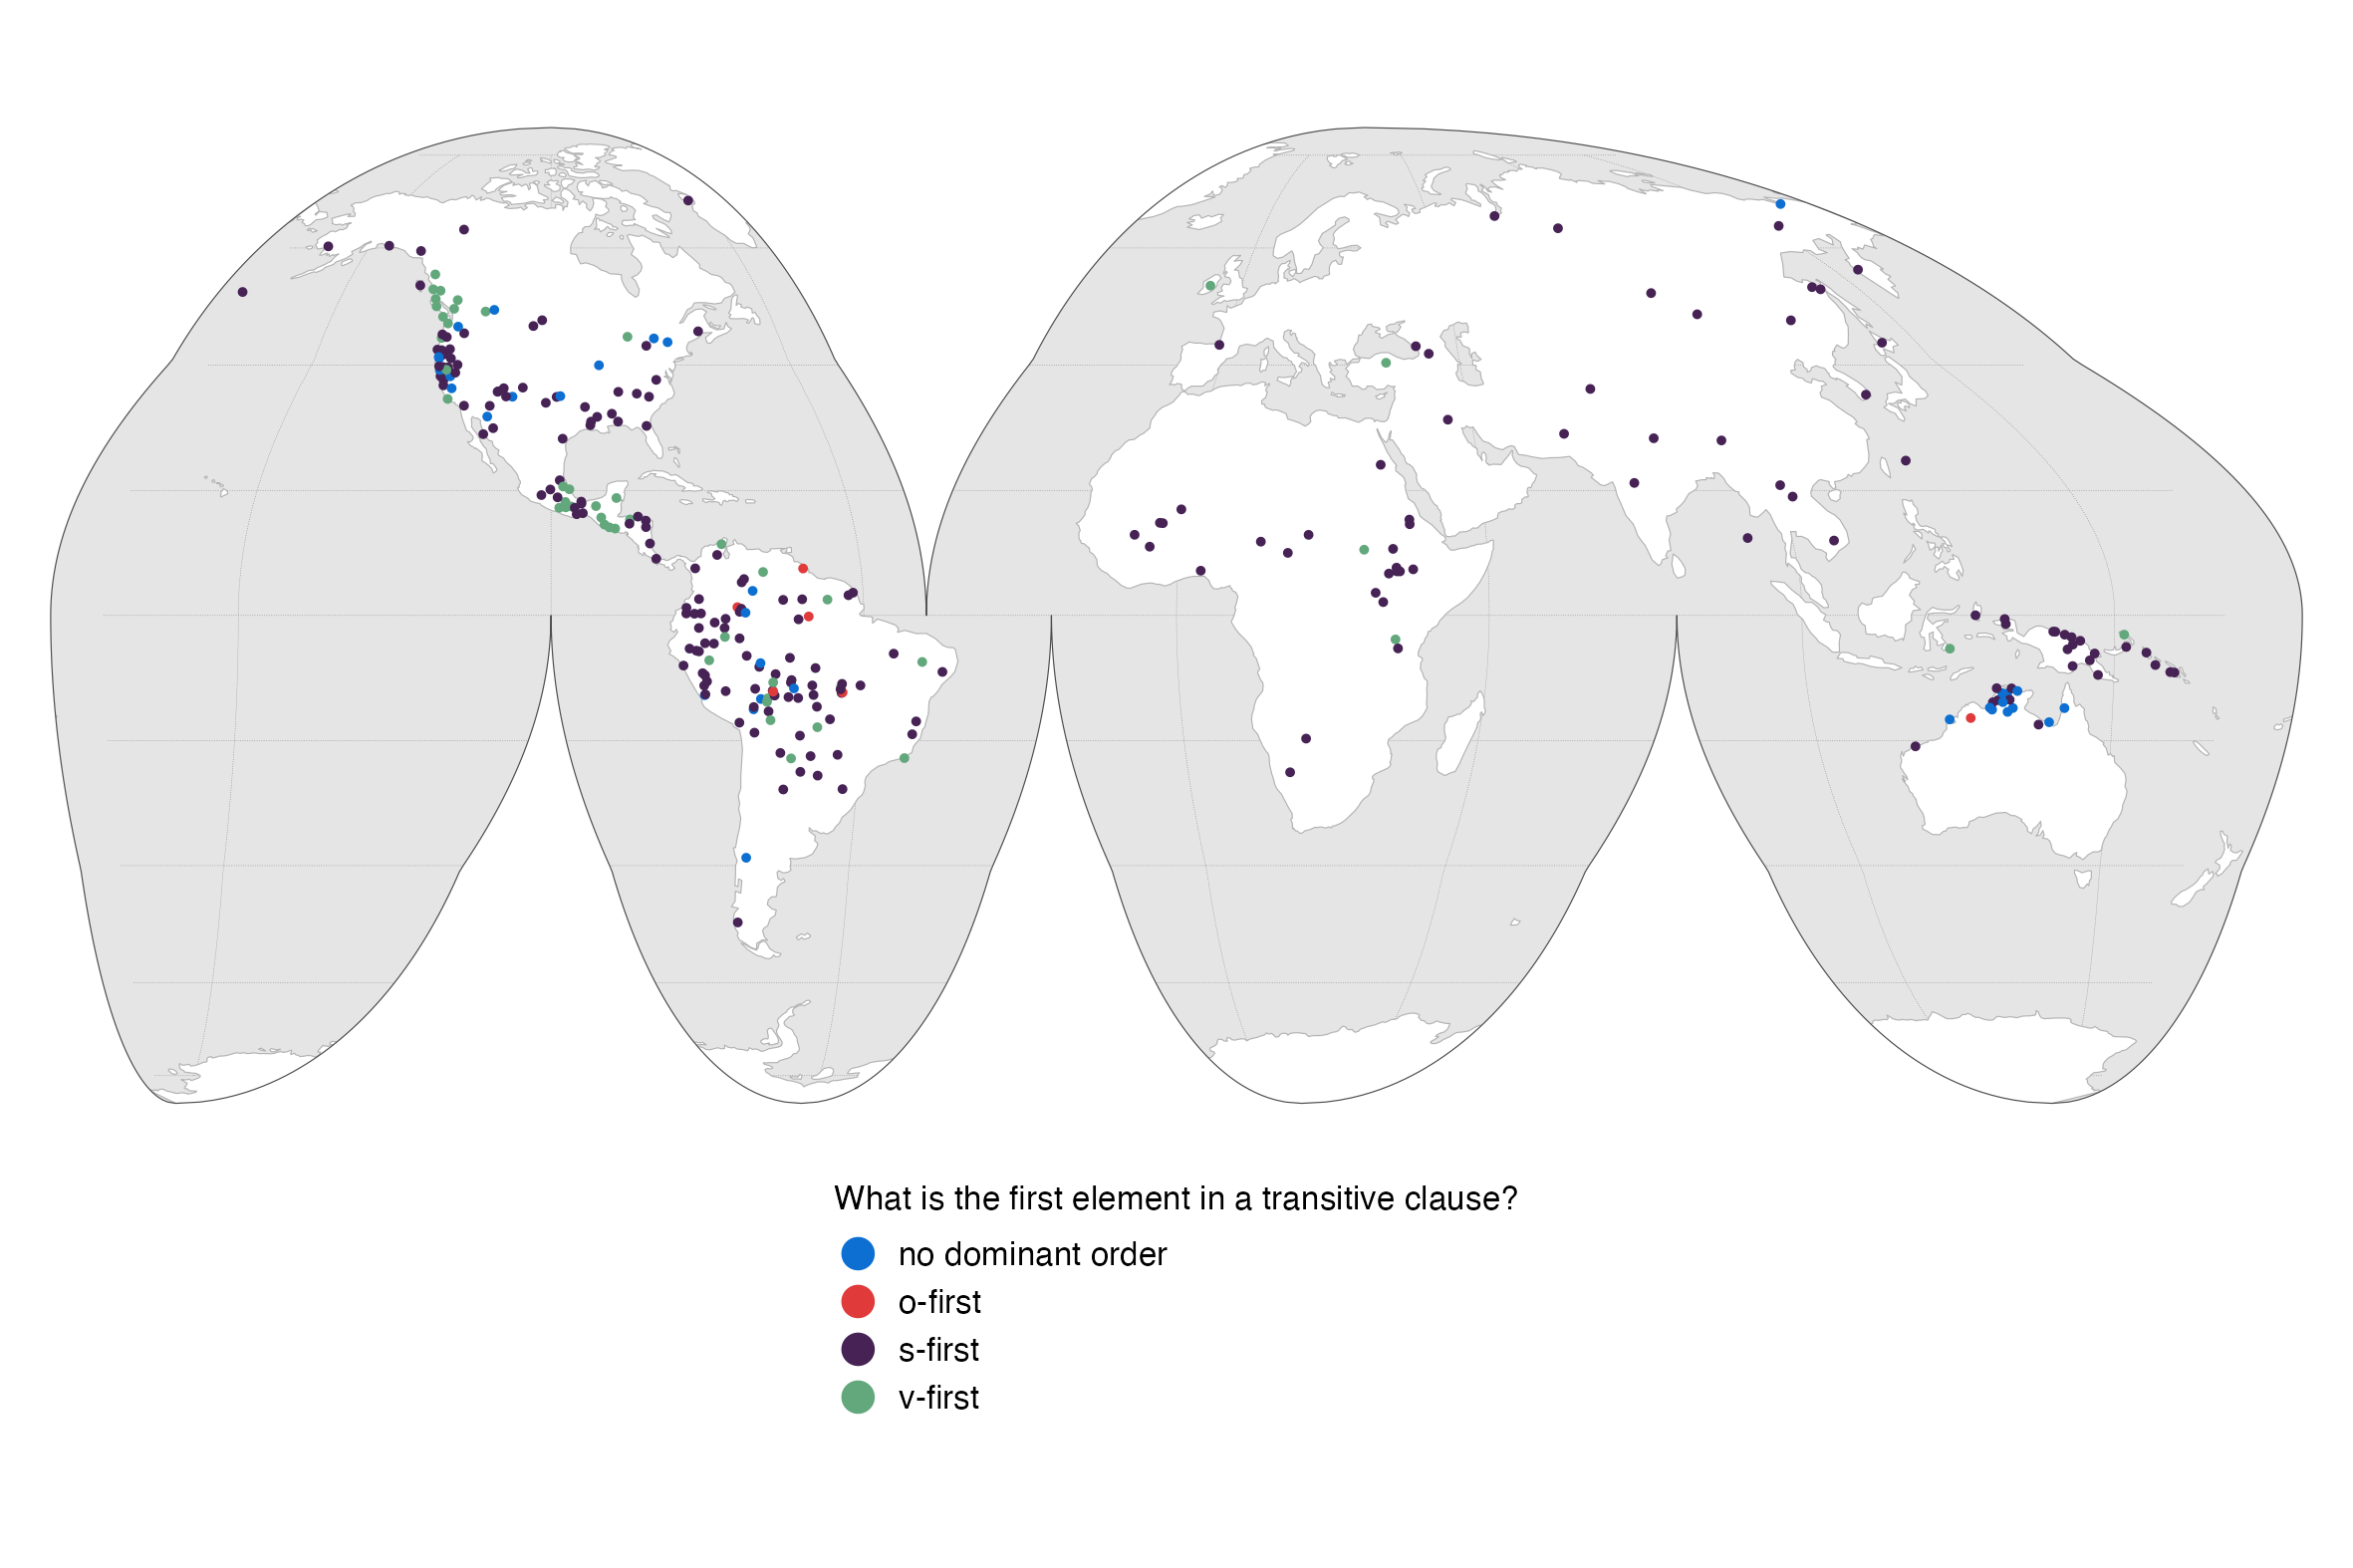 What is the first element in a transitive clause?
no dominant order
o-first
s-first
v-first